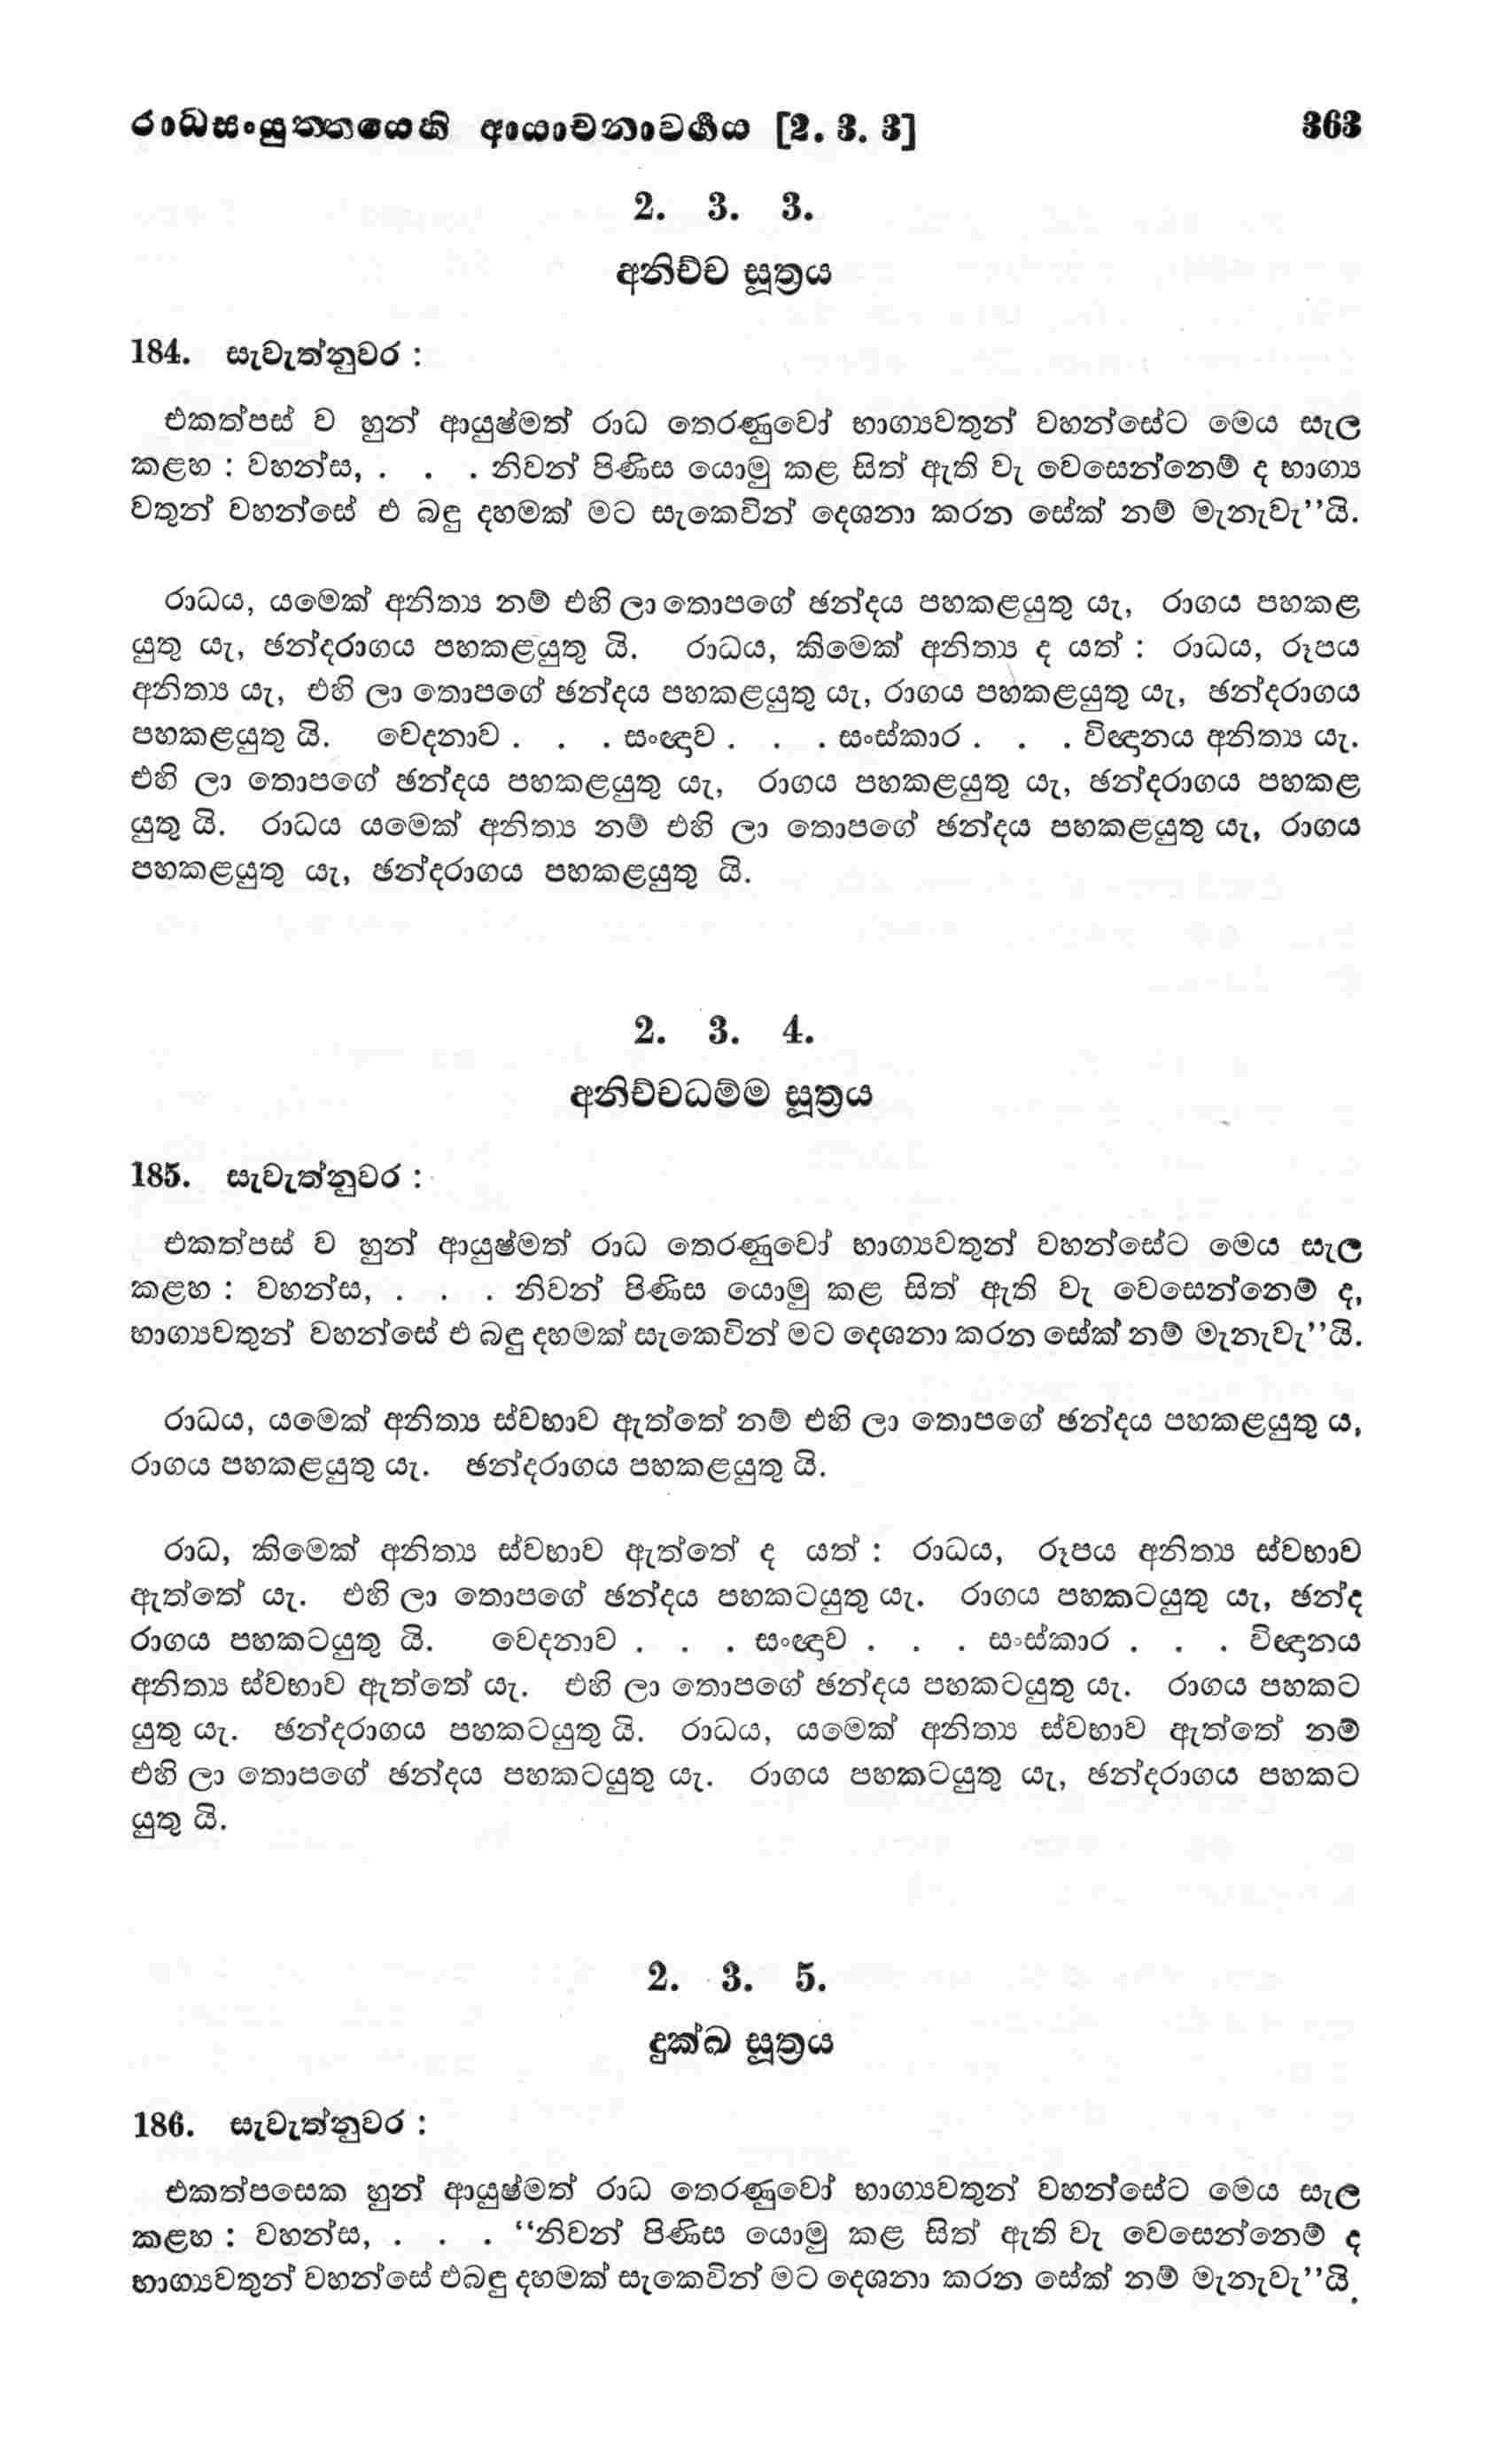 රාධසංයුත්තයෙහි ආයාචනාවර්ගය [2. 3. 3] 363
2. 3. 3.
අනිච්ච සූත්‍රය
184. සැවැත්නුවර :
එකත්පස් ව හුන් ආයුෂ්මත් රාධ තෙරණුවෝ භාග්‍යවතුන් වහන්සේට මෙය සැල
කළහ : වහන්ස, . . . නිවන් පිණිස යොමු කළ සිත් ඇති වැ වෙසෙන්නෙම් ද භාග්‍ය
වතුන් වහන්සේ එ බඳු දහමක් මට සැකෙවින් දෙශනා කරන සේක් නම් මැනැවැ’’යි.
රාධය, යමෙක් අනිත්‍ය නම් එහි ලා තොපගේ ඡන්දය පහකළයුතු යැ, රාගය පහකළ
යුතු යැ, ඡන්දරාගය පහකළයුතු යි. රාධය, කිමෙක් අනිත්‍ය ද යත් : රාධය, රූපය
අනිත්‍ය යැ, එහි ලා තොපගේ ඡන්දය පහකළයුතු යැ, රාගය පහකළයුතු යැ, ඡන්දරාගය
පහකළයුතු යි. වෙදනාව . . . සංඥාව . . . සංස්කාර . . . විඥානය අනිත්‍ය යැ.
එහි ලා තොපගේ ඡන්දය පහකළයුතු යැ, රාගය පහකළයුතු යැ, ඡන්දරාගය පහකළ
යුතු යි. රාධය යමෙක් අනිත්‍ය නම් එහි ලා තොපගේ ඡන්දය පහකළයුතු යැ, රාගය
පහකළයුතු යැ, ඡන්දරාගය පහකළයුතු යි.
2. 3. 4.
අනිච්චධම්ම සූත්‍රය
185. සැවැත්නුවර :
එකත්පස් ව හුන් ආයුෂ්මත් රාධ තෙරණුවෝ භාග්‍යවතුන් වහන්සේට මෙය සැල
කළහ : වහන්ස, . . . නිවන් පිණිස යොමු කළ සිත් ඇති වැ වෙසෙන්නෙම් ද,
භාග්‍යවතුන් වහන්සේ එ බඳු දහමක් සැකෙවින් මට දෙශනා කරන සේක් නම් මැනැවැ’’යි.
රාධය, යමෙක් අනිත්‍ය ස්වභාව ඇත්තේ නම් එහි ලා තොපගේ ඡන්දය පහකළයුතු ය,
රාගය පහකළයුතු යැ. ඡන්දරාගය පහකළයුතු යි.
රාධ, කිමෙක් අනිත්‍ය ස්වභාව ඇත්තේ ද යත් : රාධය, රූපය අනිත්‍ය ස්වභාව
ඇත්තේ යැ. එහි ලා තොපගේ ඡන්දය පහකටයුතු යැ. රාගය පහකටයුතු යැ, ඡන්ද
රාගය පහකටයුතු යි. වෙදනාව . . . සංඥාව . . . සංස්කාර . . . විඥානය
අනිත්‍ය ස්වභාව ඇත්තේ යැ. එහි ලා තොපගේ ඡන්දය පහකටයුතු යැ. රාගය පහකට
යුතු යැ. ඡන්දරාගය පහකටයුතු යි. රාධය, යමෙක් අනිත්‍ය ස්වභාව ඇත්තේ නම්
එහි ලා තොපගේ ඡන්දය පහකටයුතු යැ. රාගය පහකටයුතු යැ, ඡන්දරාගය පහකට
යුතු යි.
2. 3. 5.
දුක්ඛ සූත්‍රය
186. සැවැත්නුවර :
එකත්පසෙක හුන් ආයුෂ්මත් රාධ තෙරණුවෝ භාග්‍යවතුන් වහන්සේට මෙය සැල
කළහ : වහන්ස, . . . ‘‘නිවන් පිණිස යොමු කළ සිත් ඇති වැ වෙසෙන්නෙම් ද
භාග්‍යවතුන් වහන්සේ එබඳු දහමක් සැකෙවින් මට දෙශනා කරන සේක් නම් මැනැවැ’’යි.